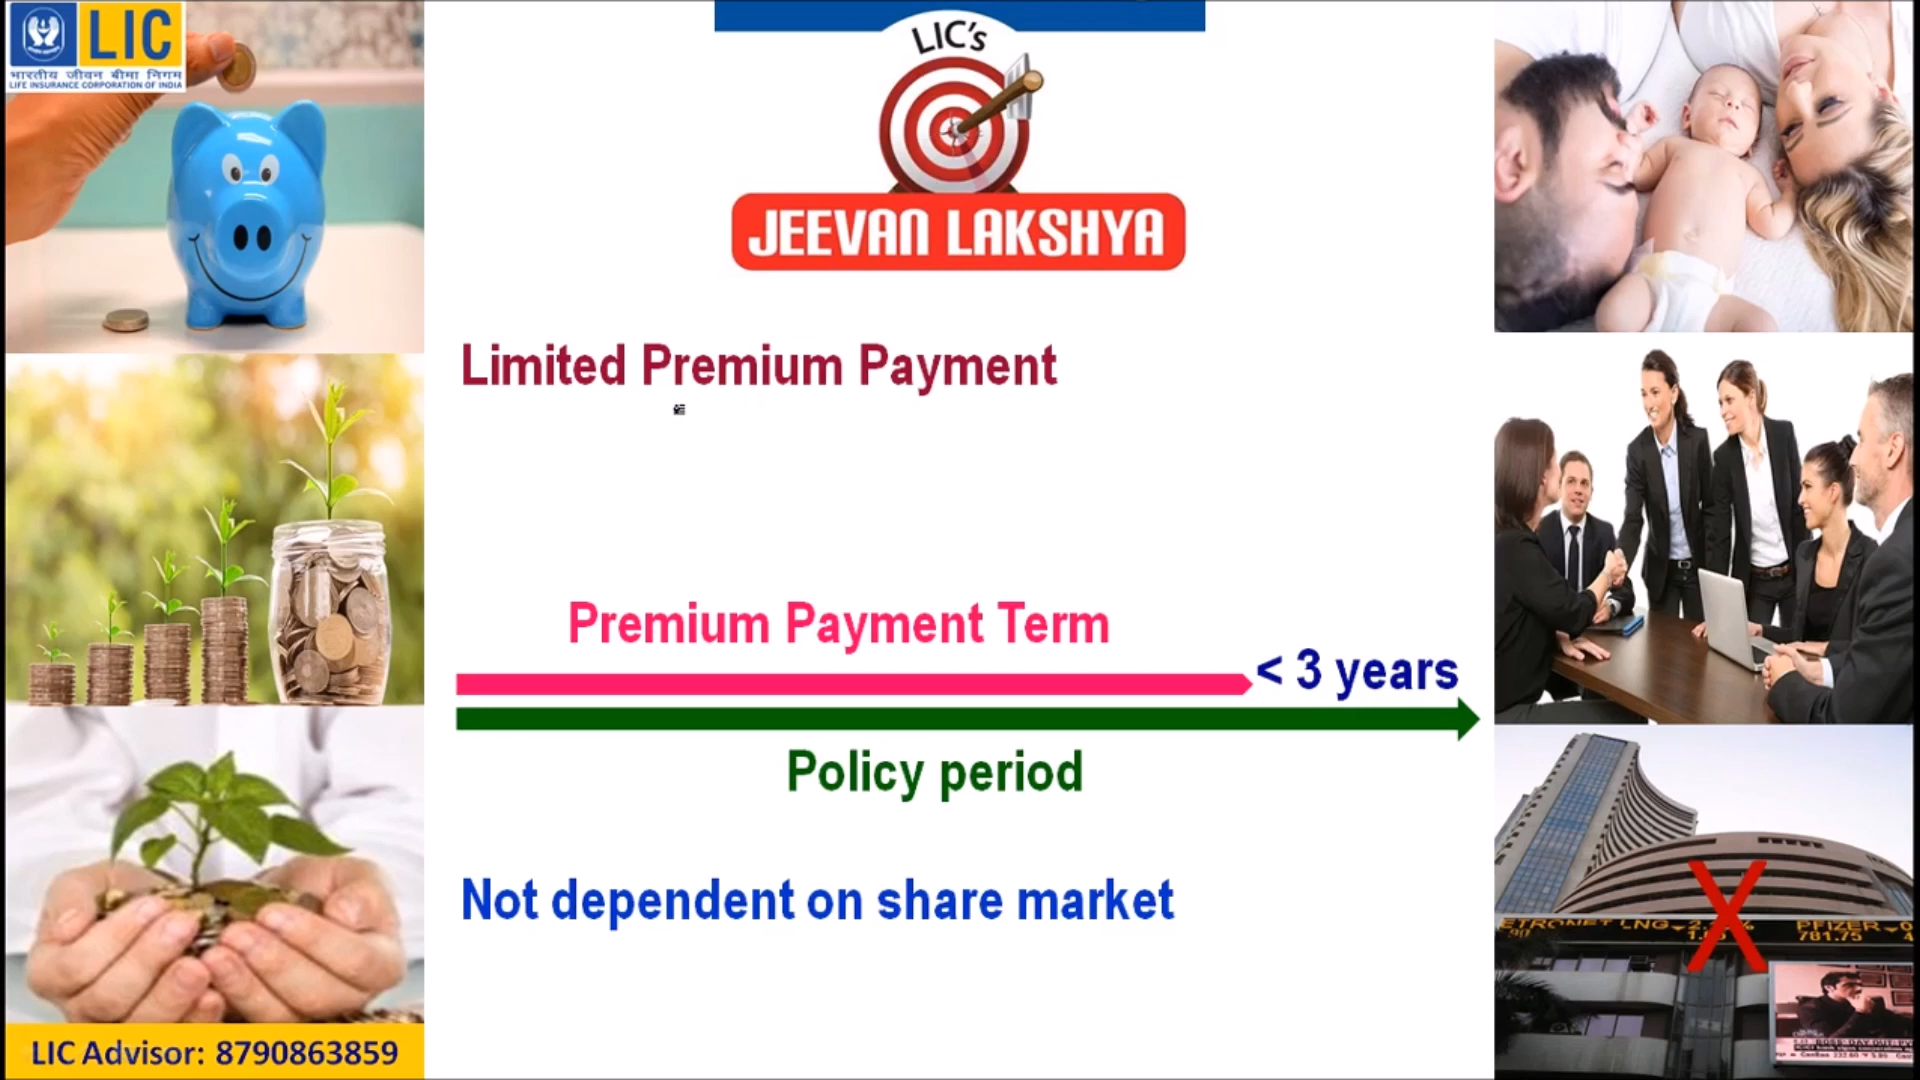 LIC
भारतीय जीवन बीमा निगम
LIFE INSURANCE CORPORATION OF INDIA
LIC's
JEEVAN LAKSHYA
Limited Premium Payment
Premium Payment Term
< 3 years
Policy period
Not dependent on share market
PFIZER
781.75
LIC Advisor: 8790863859